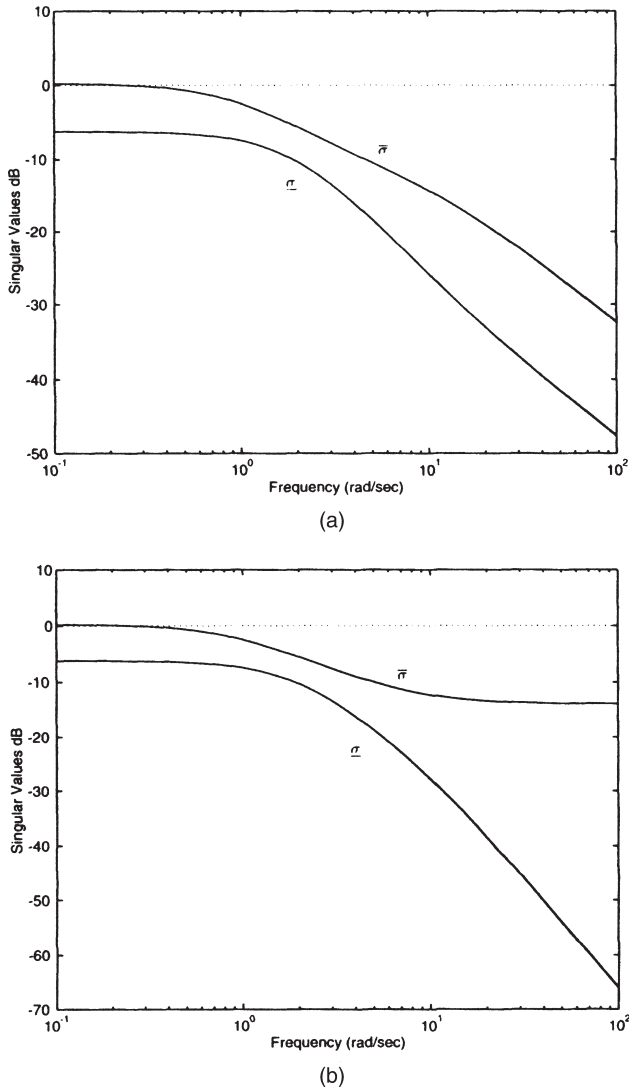 10
0
-10
-20
-30
-40
-50
Singular Values dB
σ̅
σ̲
10⁻¹
10⁰
10¹
10²
Frequency (rad/sec)
(a)
10
0
-10
-20
-30
-40
-50
-60
-70
Singular Values dB
σ̅
σ̲
10⁻¹
10⁰
10¹
10²
Frequency (rad/sec)
(b)